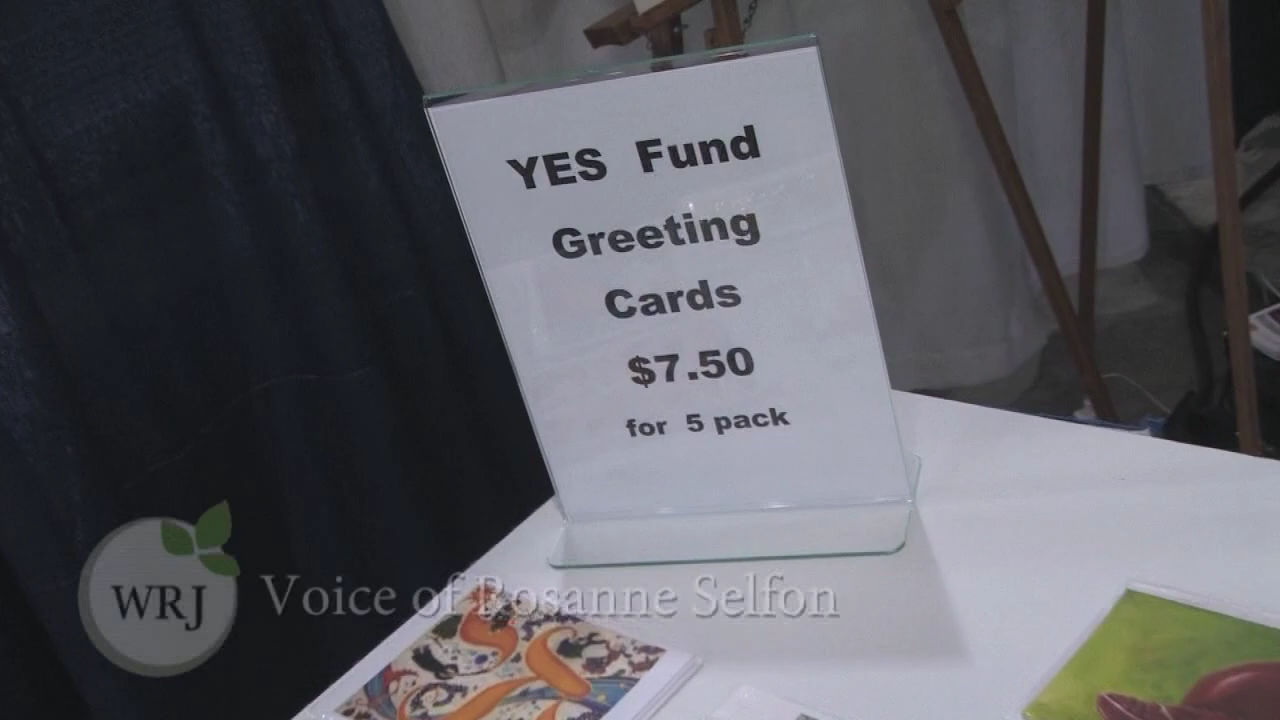 YES Fund
Greeting
Cards
$7.50
for 5 pack
WRJ
Voice of Rosanne Selfon